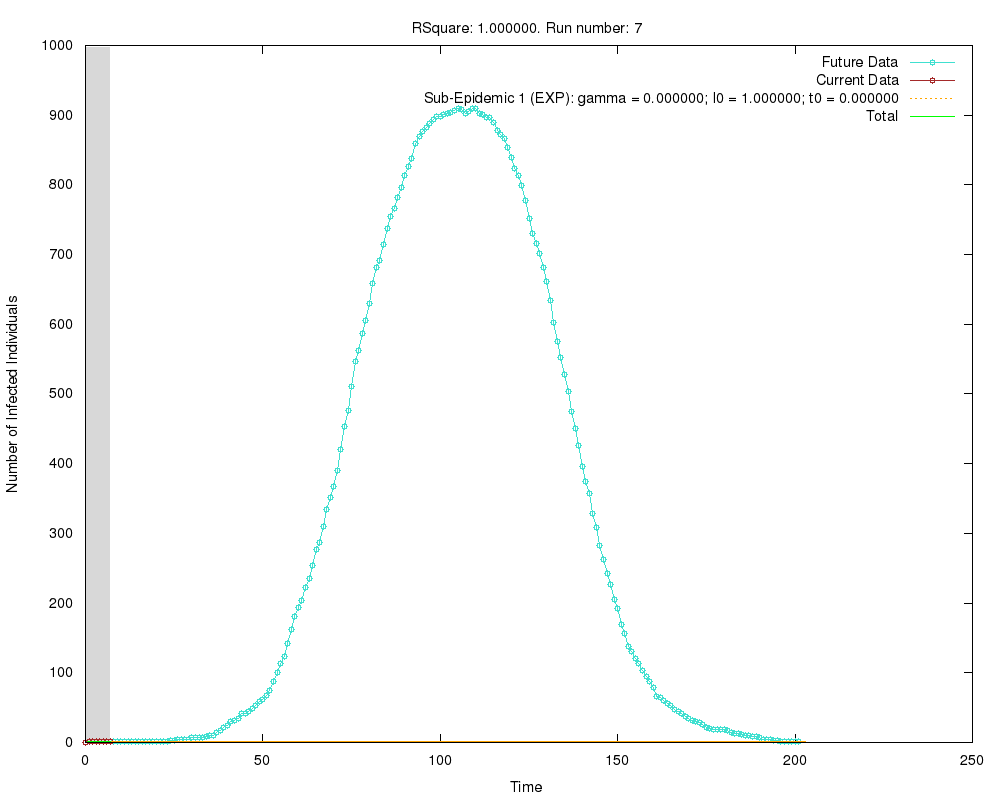 RSquare: 1.000000. Run number: 7
Future Data
Current Data
Sub-Epidemic 1 (EXP): gamma = 0.000000; I0 = 1.000000; t0 = 0.000000
Total
1000
900
800
700
600
500
400
300
200
100
0
Number of Infected Individuals
0 50 100 150 200 250
Time